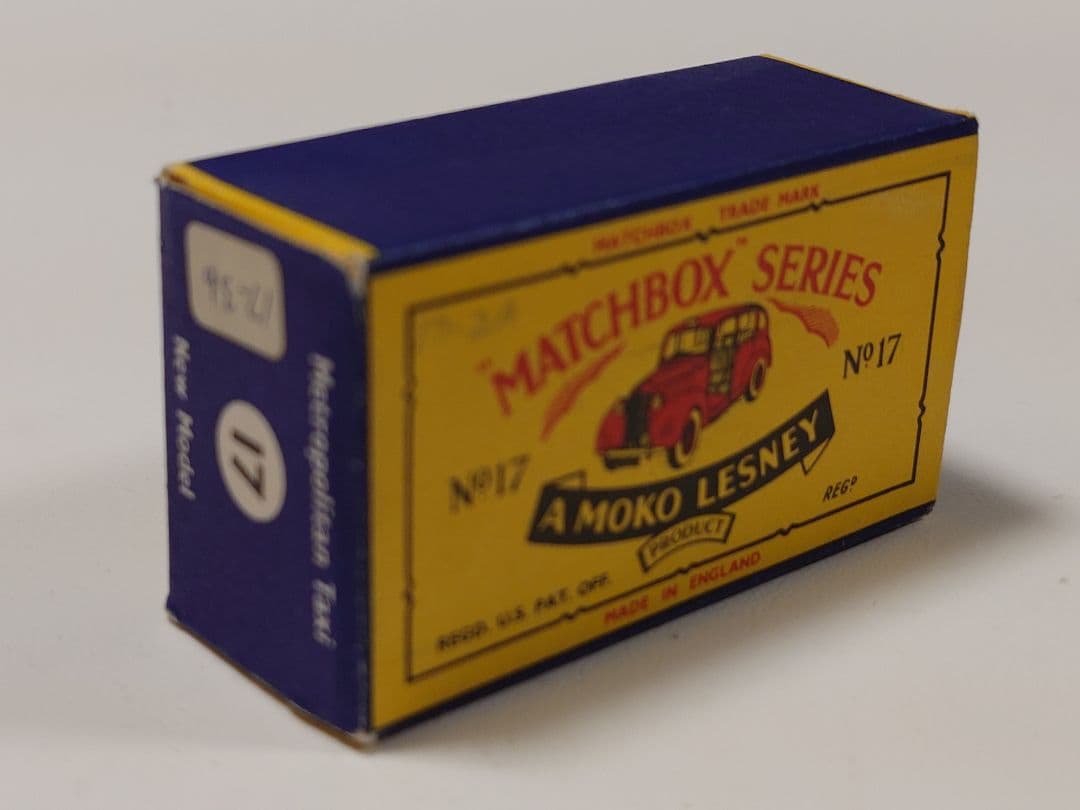 MATCHBOX TRADE MARK
"MATCHBOX" SERIES
Nº17
Nº17
A MOKO LESNEY
PRODUCT
REGD. U.S. PAT. OFF.
REGᴰ
MADE IN ENGLAND
Metropolitan Taxi
17
New Model